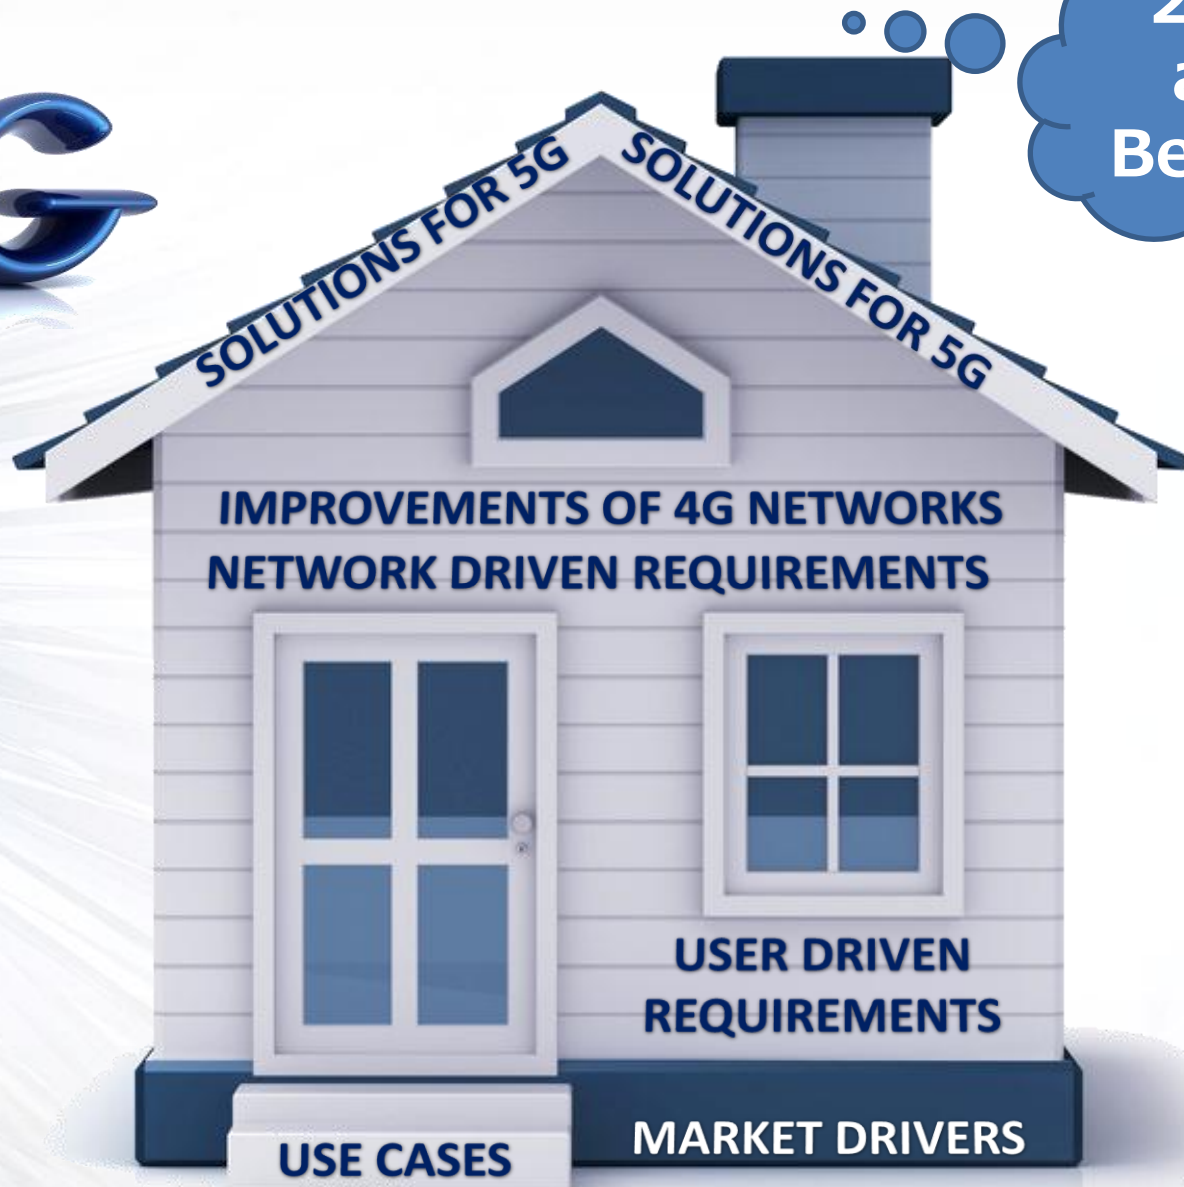 G
SOLUTIONS FOR 5G
SOLUTIONS FOR 5G
IMPROVEMENTS OF 4G NETWORKS
NETWORK DRIVEN REQUIREMENTS
USER DRIVEN
REQUIREMENTS
MARKET DRIVERS
USE CASES